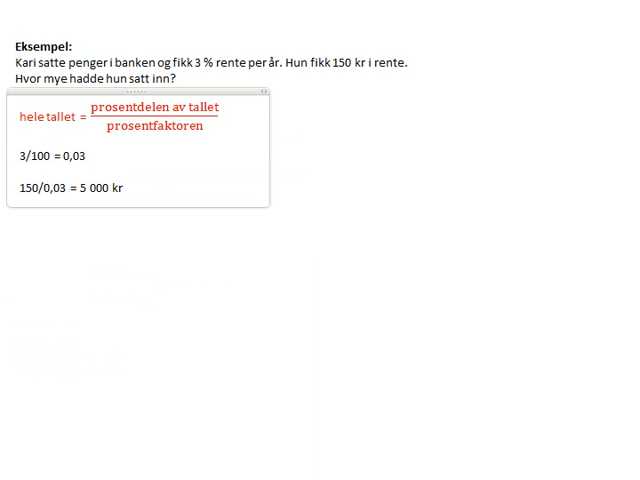 Eksempel:
Kari satte penger i banken og fikk 3 % rente per år. Hun fikk 150 kr i rente.
Hvor mye hadde hun satt inn?
hele tallet = prosentdelen av tallet
prosentfaktoren
3/100 = 0,03
150/0,03 = 5 000 kr